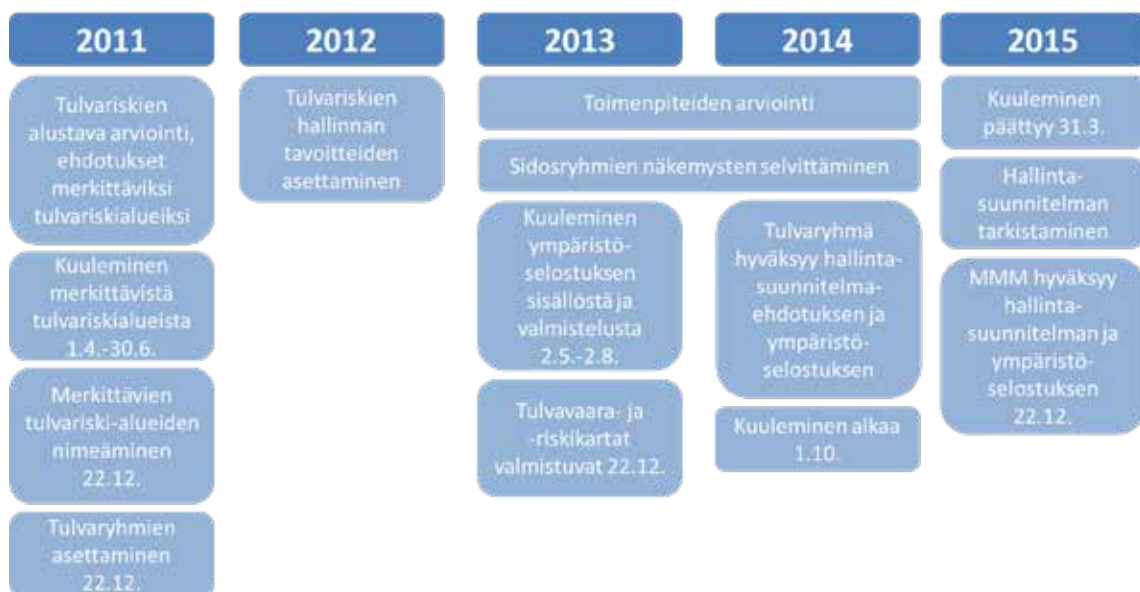 2011
Tulvariskien
alustava arviointi,
ehdotukset
merkittäviksi
tulvariskialueiksi
Kuuleminen
merkittävistä
tulvariskialueista
1.4.-30.6.
Merkittävien
tulvariski-alueiden
nimeäminen
22.12.
Tulvaryhmien
asettaminen
22.12.
2012
Tulvariskien
hallinnan
tavoitteiden
asettaminen
2013
2014
Toimenpiteiden arviointi
Sidosryhmien näkemysten selvittäminen
Kuuleminen
ympäristö-
selostuksen
sisällöstä ja
valmistelusta
2.5.-2.8.
Tulvavaara- ja
-riskikartat
valmistuvat 22.12.
Tulvaryhmä
hyväksyy hallinta-
suunnitelma-
ehdotuksen ja
ympäristö-
selostuksen
Kuuleminen alkaa
1.10.
2015
Kuuleminen
päättyy 31.3.
Hallinta-
suunnitelman
tarkistaminen
MMM hyväksyy
hallinta-
suunnitelman ja
ympäristö-
selostuksen
22.12.